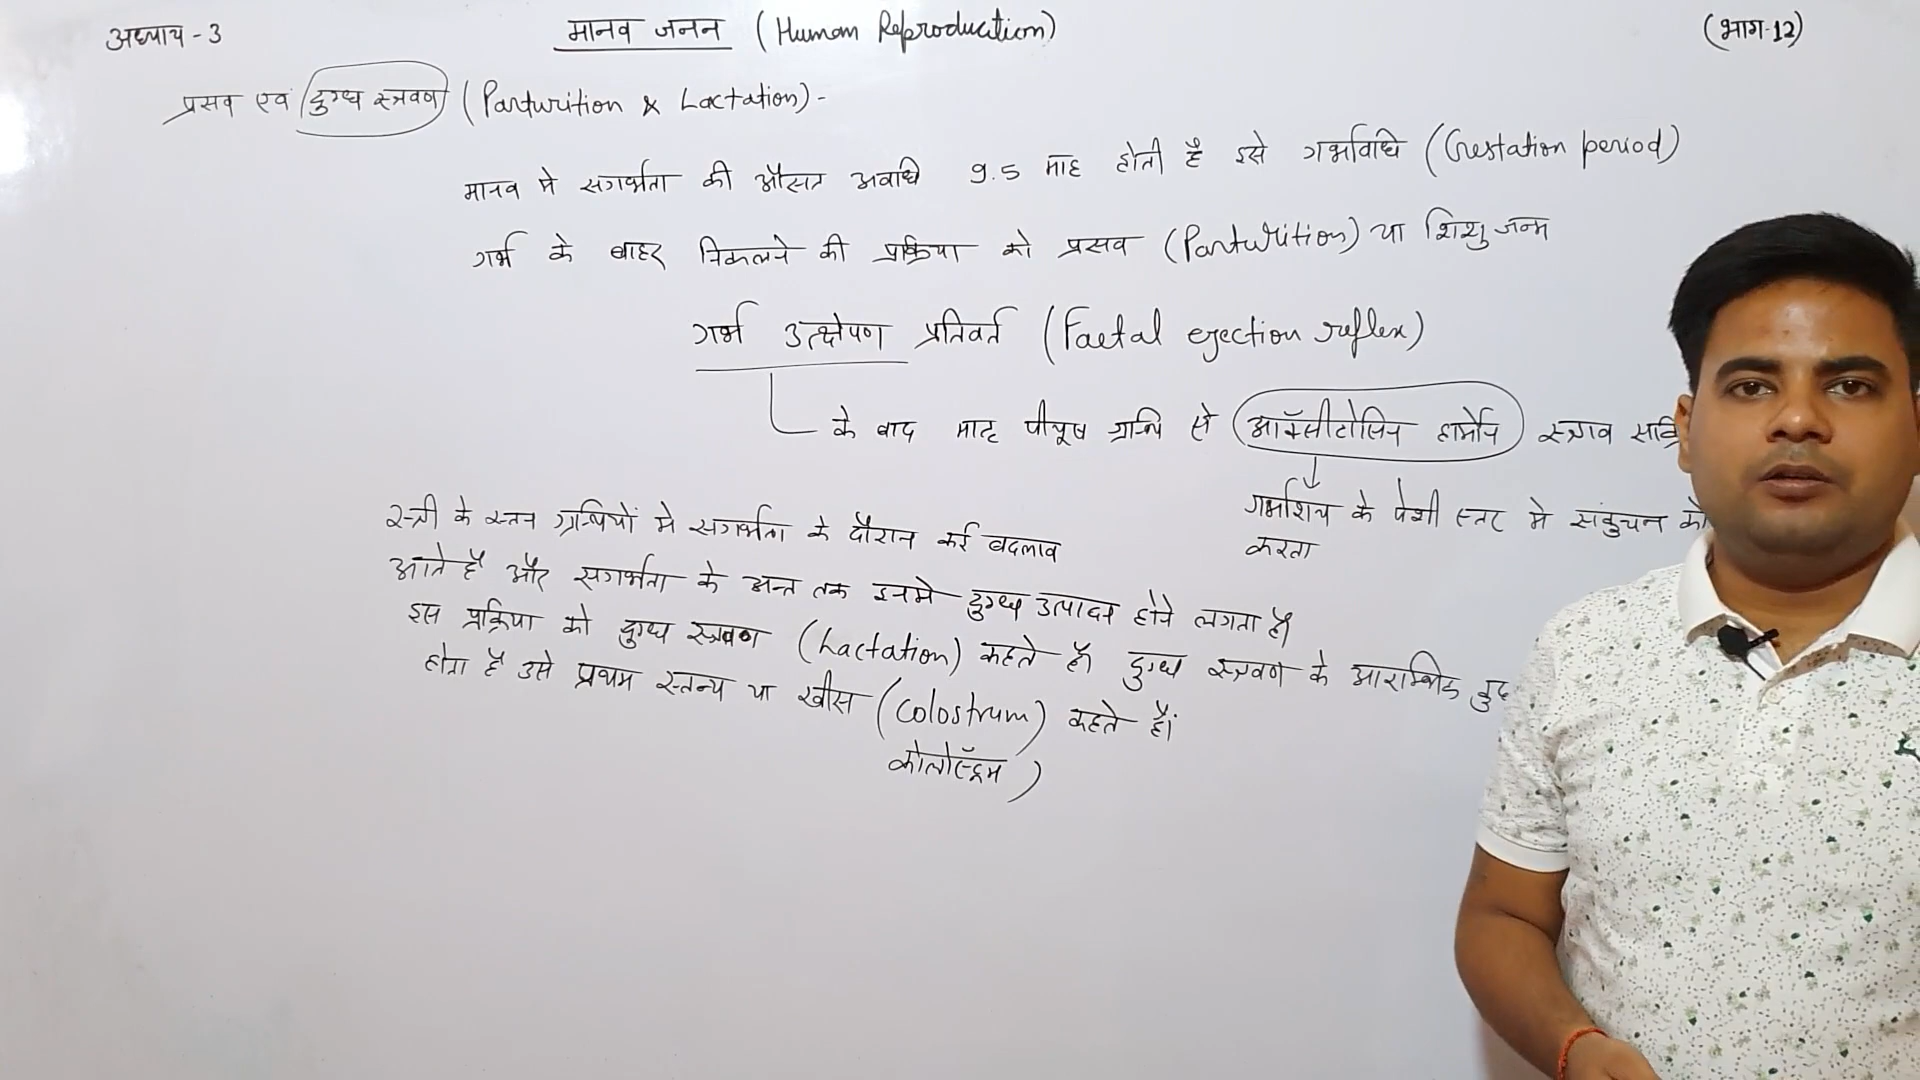 अध्याय - 3
मानव जनन (Human Reproduction)
(भाग-12)
प्रसव एवं दुग्ध स्त्रवण (Parturition & Lactation) -
मानव मे सगर्भता की औसत अवधि 9.5 माह होती है इसे गर्भावधि (Gestation period)
गर्भ के बाहर निकलने की प्रक्रिया को प्रसव (Parturition) या शिशु जन्म
गर्भ उत्क्षेपण प्रतिवर्त (Faetal ejection reflex)
के बाद मातृ पीयूष ग्रन्थि से ऑक्सीटोसिन हार्मोन स्त्राव
गर्भाशय के पेशी स्तर मे संकुचन को
करता
स्त्री के स्तन ग्रन्थियों मे सगर्भता के दौरान कई बदलाव
आते है और सगर्भता के अन्त तक इनमे दुग्ध उत्पादन होने लगता है।
इस प्रक्रिया को दुग्ध स्त्रवण (Lactation) कहते है। दुग्ध स्त्रवण के आरम्भिक
होता है उसे प्रथम स्तन्य या खीस (Colostrum) कहते है।
कोलोस्ट्रम )